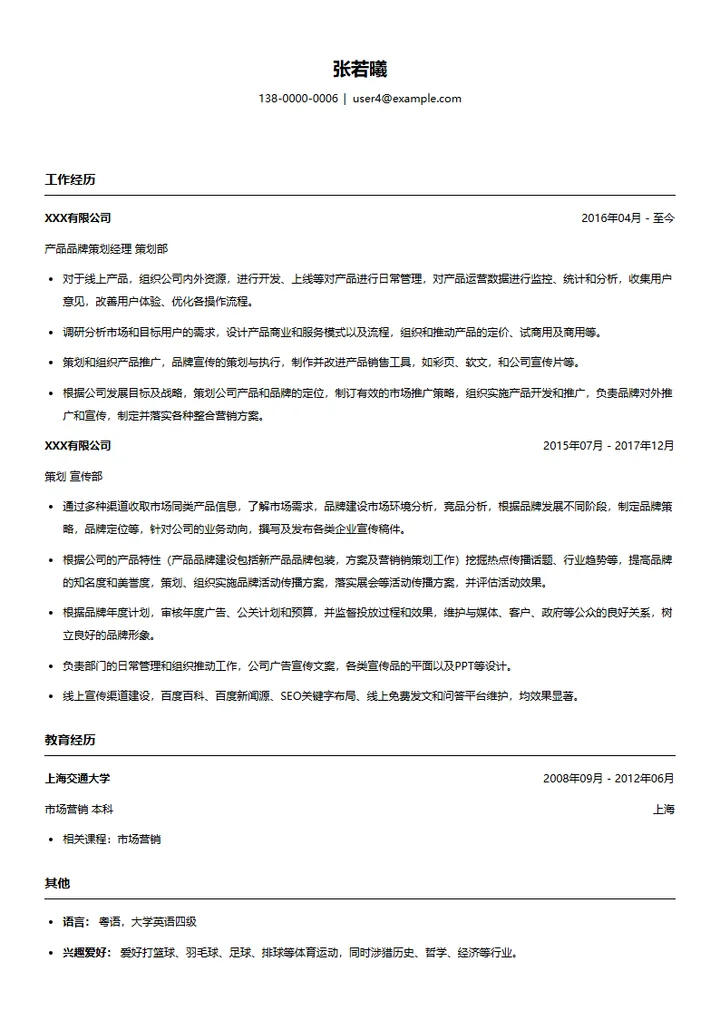 张若曦
138-0000-0006 | user4@example.com
工作经历
XXX有限公司 2016年04月 - 至今
产品品牌策划经理 策划部
• 对于线上产品，组织公司内外资源，进行开发、上线等对产品进行日常管理，对产品运营数据进行监控、统计和分析，收集用户
意见，改善用户体验、优化各操作流程。
• 调研分析市场和目标用户的需求，设计产品商业和服务模式以及流程，组织和推动产品的定价、试商用及商用等。
• 策划和组织产品推广，品牌宣传的策划与执行，制作并改进产品销售工具，如彩页、软文，和公司宣传片等。
• 根据公司发展目标及战略，策划公司产品和品牌的定位，制订有效的市场推广策略，组织实施产品开发和推广，负责品牌对外推
广和宣传，制定并落实各种整合营销方案。
XXX有限公司 2015年07月 - 2017年12月
策划 宣传部
• 通过多种渠道收取市场同类产品信息，了解市场需求，品牌建设市场环境分析，竞品分析，根据品牌发展不同阶段，制定品牌策
略，品牌定位等，针对公司的业务动向，撰写及发布各类企业宣传稿件。
• 根据公司的产品特性（产品品牌建设包括新产品品牌包装，方案及营销销策划工作）挖掘热点传播话题、行业趋势等，提高品牌
的知名度和美誉度，策划、组织实施品牌活动传播方案，落实展会等活动传播方案，并评估活动效果。
• 根据品牌年度计划，审核年度广告、公关计划和预算，并监督投放过程和效果，维护与媒体、客户、政府等公众的良好关系，树
立良好的品牌形象。
• 负责部门的日常管理和组织推动工作，公司广告宣传文案，各类宣传品的平面以及PPT等设计。
• 线上宣传渠道建设，百度百科、百度新闻源、SEO关键字布局、线上免费发文和问答平台维护，均效果显著。
教育经历
上海交通大学 2008年09月 - 2012年06月
市场营销 本科 上海
• 相关课程：市场营销
其他
• 语言： 粤语，大学英语四级
• 兴趣爱好： 爱好打篮球、羽毛球、足球、排球等体育运动，同时涉猎历史、哲学、经济等行业。